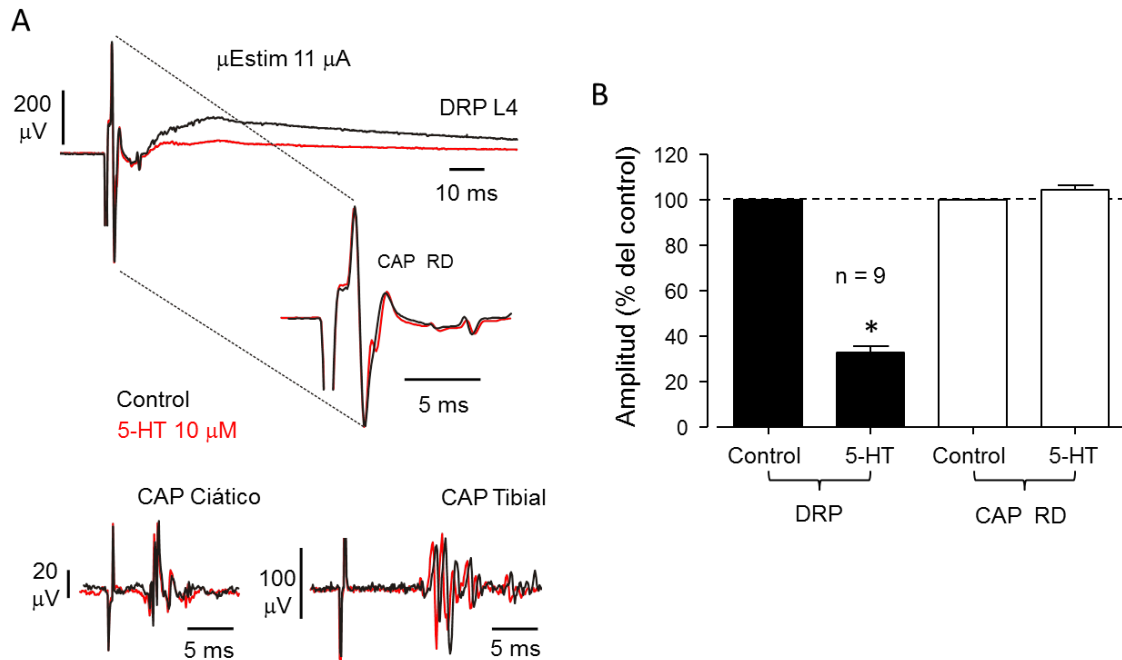 A
μEstim 11 μA
200
μV
DRP L4
10 ms
CAP RD
5 ms
Control
5-HT 10 μM
CAP Ciático
20
μV
5 ms
CAP Tibial
100
μV
5 ms
B
Amplitud (% del control)
120
100
80
60
40
20
0
n = 9
*
Control
5-HT
Control
5-HT
DRP
CAP RD